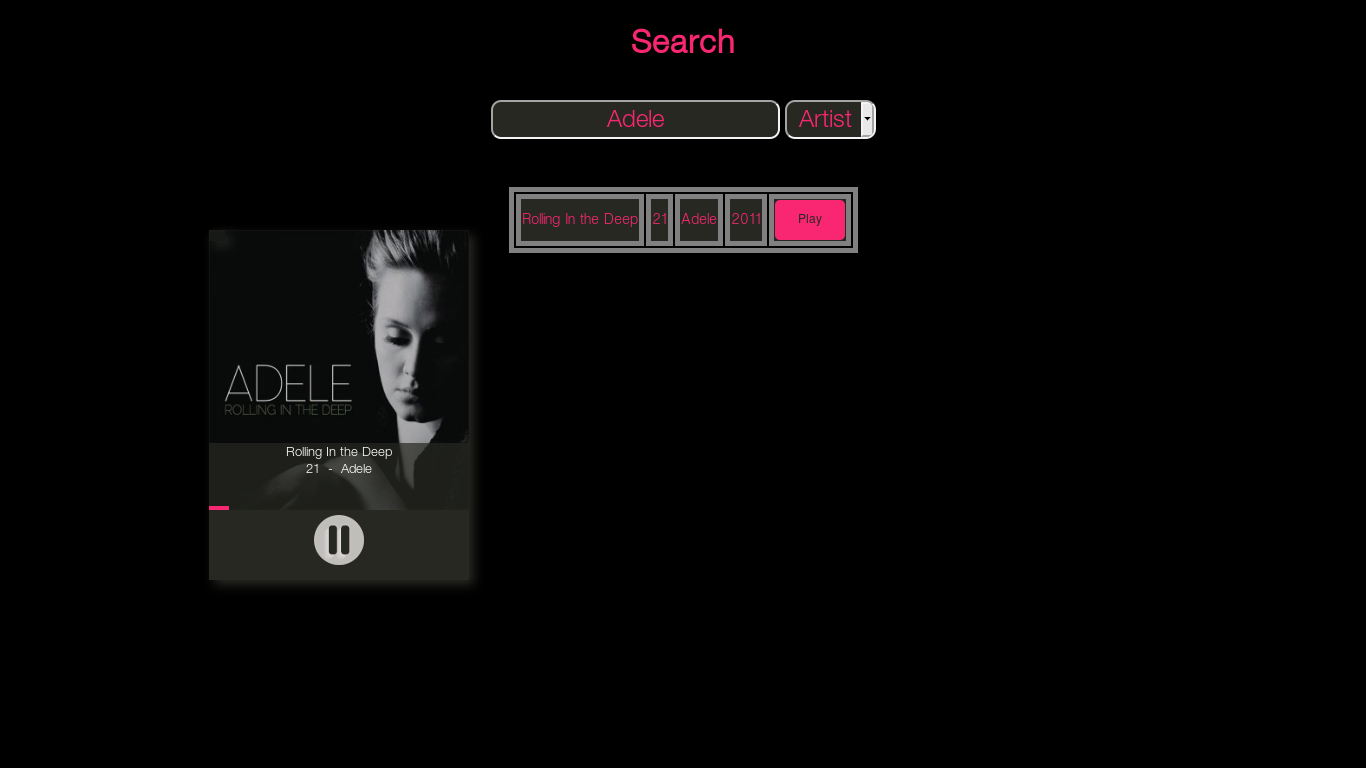 Search
Adele Artist
Rolling In the Deep 21 Adele 2011 Play
ADELE
ROLLING IN THE DEEP
Rolling In the Deep
21 - Adele